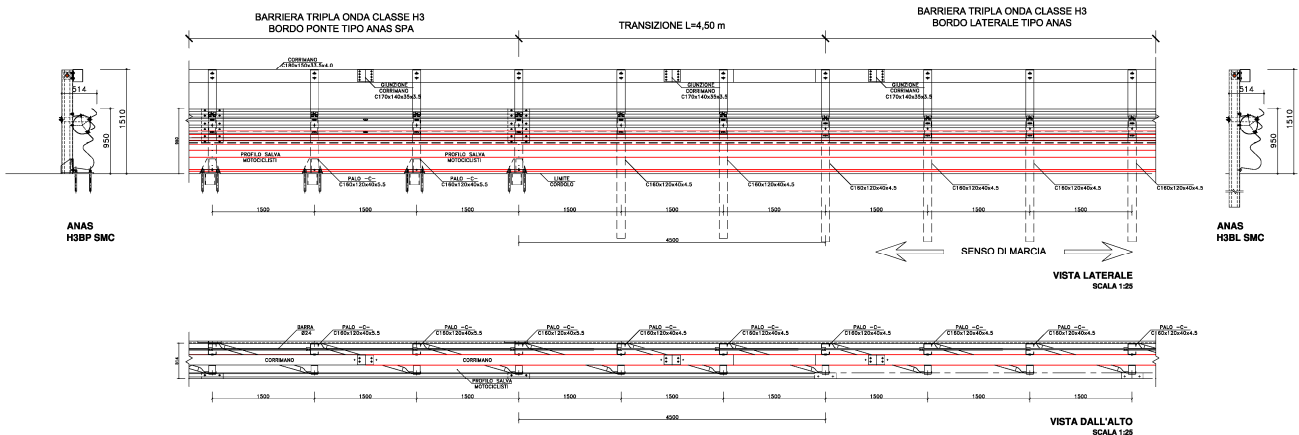 BARRIERA TRIPLA ONDA CLASSE H3
BORDO PONTE TIPO ANAS SPA
TRANSIZIONE L=4,50 m
BARRIERA TRIPLA ONDA CLASSE H3
BORDO LATERALE TIPO ANAS
CORRIMANO
GIUNZIONE
CORRIMANO
C170x140x35x3.5
GIUNZIONE
CORRIMANO
C170x140x35x3.5
GIUNZIONE
CORRIMANO
C170x140x35x3.5
514
950
1510
514
950
1510
PROFILO SALVA
MOTOCICLISTI
PROFILO SALVA
MOTOCICLISTI
PALO -C-
C160x120x40x5.5
PALO -C-
C160x120x40x5.5
LIMITE
CORDOLO
C160x120x40x4.5
C160x120x40x4.5
C160x120x40x4.5
C160x120x40x4.5
C160x120x40x4.5
C160x120x40x4.5
1500
1500
1500
1500
1500
1500
1500
1500
1500
4500
ANAS
H3BP SMC
ANAS
H3BL SMC
SENSO DI MARCIA
VISTA LATERALE
SCALA 1:25
BARRA
Ø24
PALO -C-
C160x120x40x5.5
PALO -C-
C160x120x40x5.5
PALO -C-
C160x120x40x5.5
PALO -C-
C160x120x40x4.5
PALO -C-
C160x120x40x4.5
PALO -C-
C160x120x40x4.5
PALO -C-
C160x120x40x4.5
PALO -C-
C160x120x40x4.5
PALO -C-
C160x120x40x4.5
514
CORRIMANO
CORRIMANO
PROFILO SALVA
MOTOCICLISTI
1500
1500
1500
1500
1500
1500
1500
1500
1500
4500
VISTA DALL'ALTO
SCALA 1:25